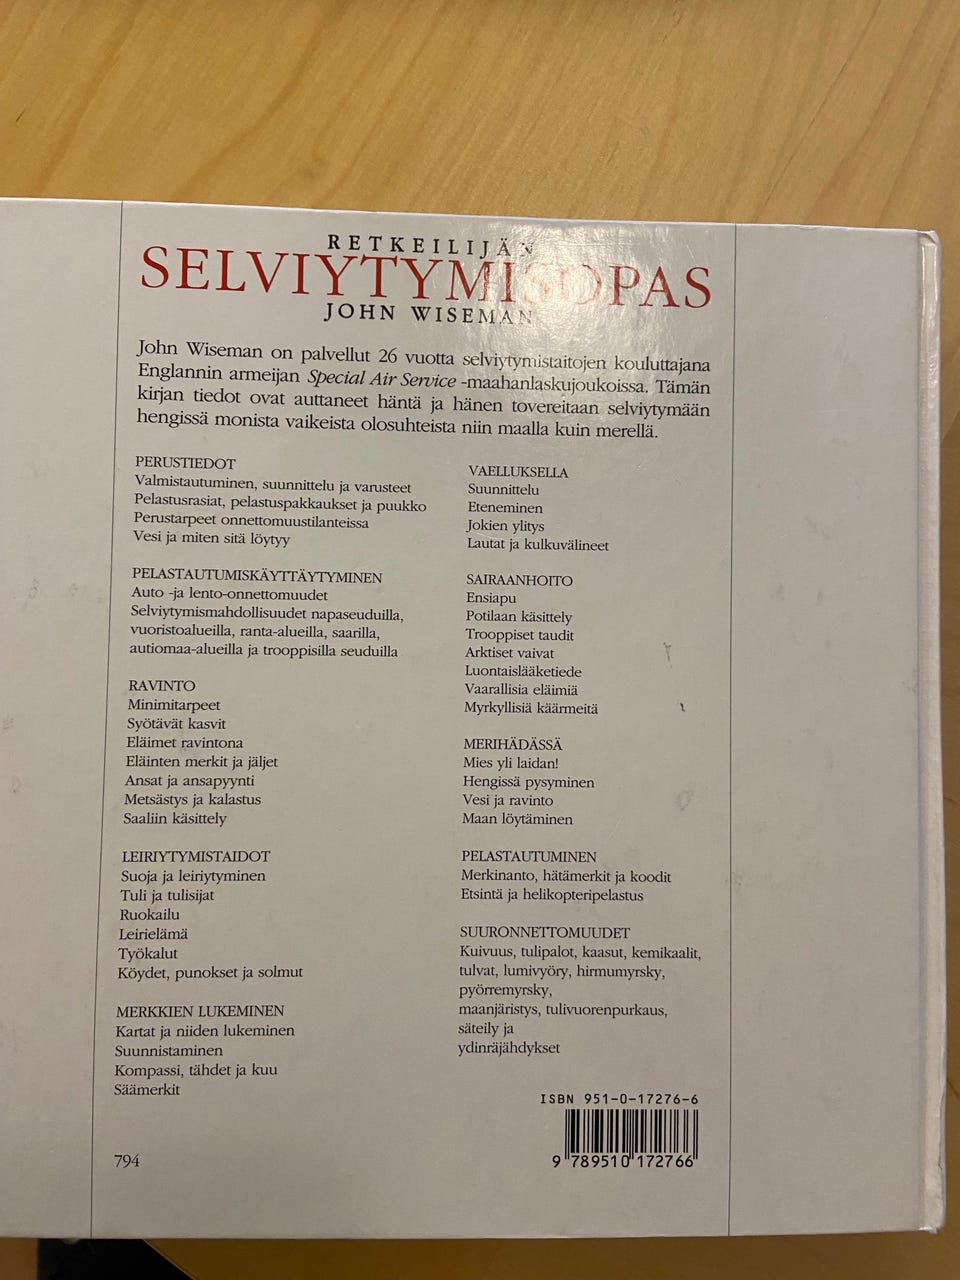 RETKEILIJÄN
SELVIYTYMISOPAS
JOHN WISEMAN
John Wiseman on palvellut 26 vuotta selviytymistaitojen kouluttajana
Englannin armeijan Special Air Service -maahanlaskujoukoissa. Tämän
kirjan tiedot ovat auttaneet häntä ja hänen tovereitaan selviytymään
hengissä monista vaikeista olosuhteista niin maalla kuin merellä.
PERUSTIEDOT
Valmistautuminen, suunnittelu ja varusteet
Pelastusrasiat, pelastuspakkaukset ja puukko
Perustarpeet onnettomuustilanteissa
Vesi ja miten sitä löytyy
PELASTAUTUMISKÄYTTÄYTYMINEN
Auto -ja lento-onnettomuudet
Selviytymismahdollisuudet napaseuduilla,
vuoristoalueilla, ranta-alueilla, saarilla,
autiomaa-alueilla ja trooppisilla seuduilla
RAVINTO
Minimitarpeet
Syötävät kasvit
Eläimet ravintona
Eläinten merkit ja jäljet
Ansat ja ansapyynti
Metsästys ja kalastus
Saaliin käsittely
LEIRIYTYMISTAIDOT
Suoja ja leiriytyminen
Tuli ja tulisijat
Ruokailu
Leirielämä
Työkalut
Köydet, punokset ja solmut
MERKKIEN LUKEMINEN
Kartat ja niiden lukeminen
Suunnistaminen
Kompassi, tähdet ja kuu
Säämerkit
794
VAELLUKSELLA
Suunnittelu
Eteneminen
Jokien ylitys
Lautat ja kulkuvälineet
SAIRAANHOITO
Ensiapu
Potilaan käsittely
Trooppiset taudit
Arktiset vaivat
Luontaislääketiede
Vaarallisia eläimiä
Myrkyllisiä käärmeitä
MERIHÄDÄSSÄ
Mies yli laidan!
Hengissä pysyminen
Vesi ja ravinto
Maan löytäminen
PELASTAUTUMINEN
Merkinanto, hätämerkit ja koodit
Etsintä ja helikopteripelastus
SUURONNETTOMUUDET
Kuivuus, tulipalot, kaasut, kemikaalit,
tulvat, lumivyöry, hirmumyrsky,
pyörremyrsky,
maanjäristys, tulivuorenpurkaus,
säteily ja
ydinräjähdykset
ISBN 951-0-17276-6
9 789510 172766